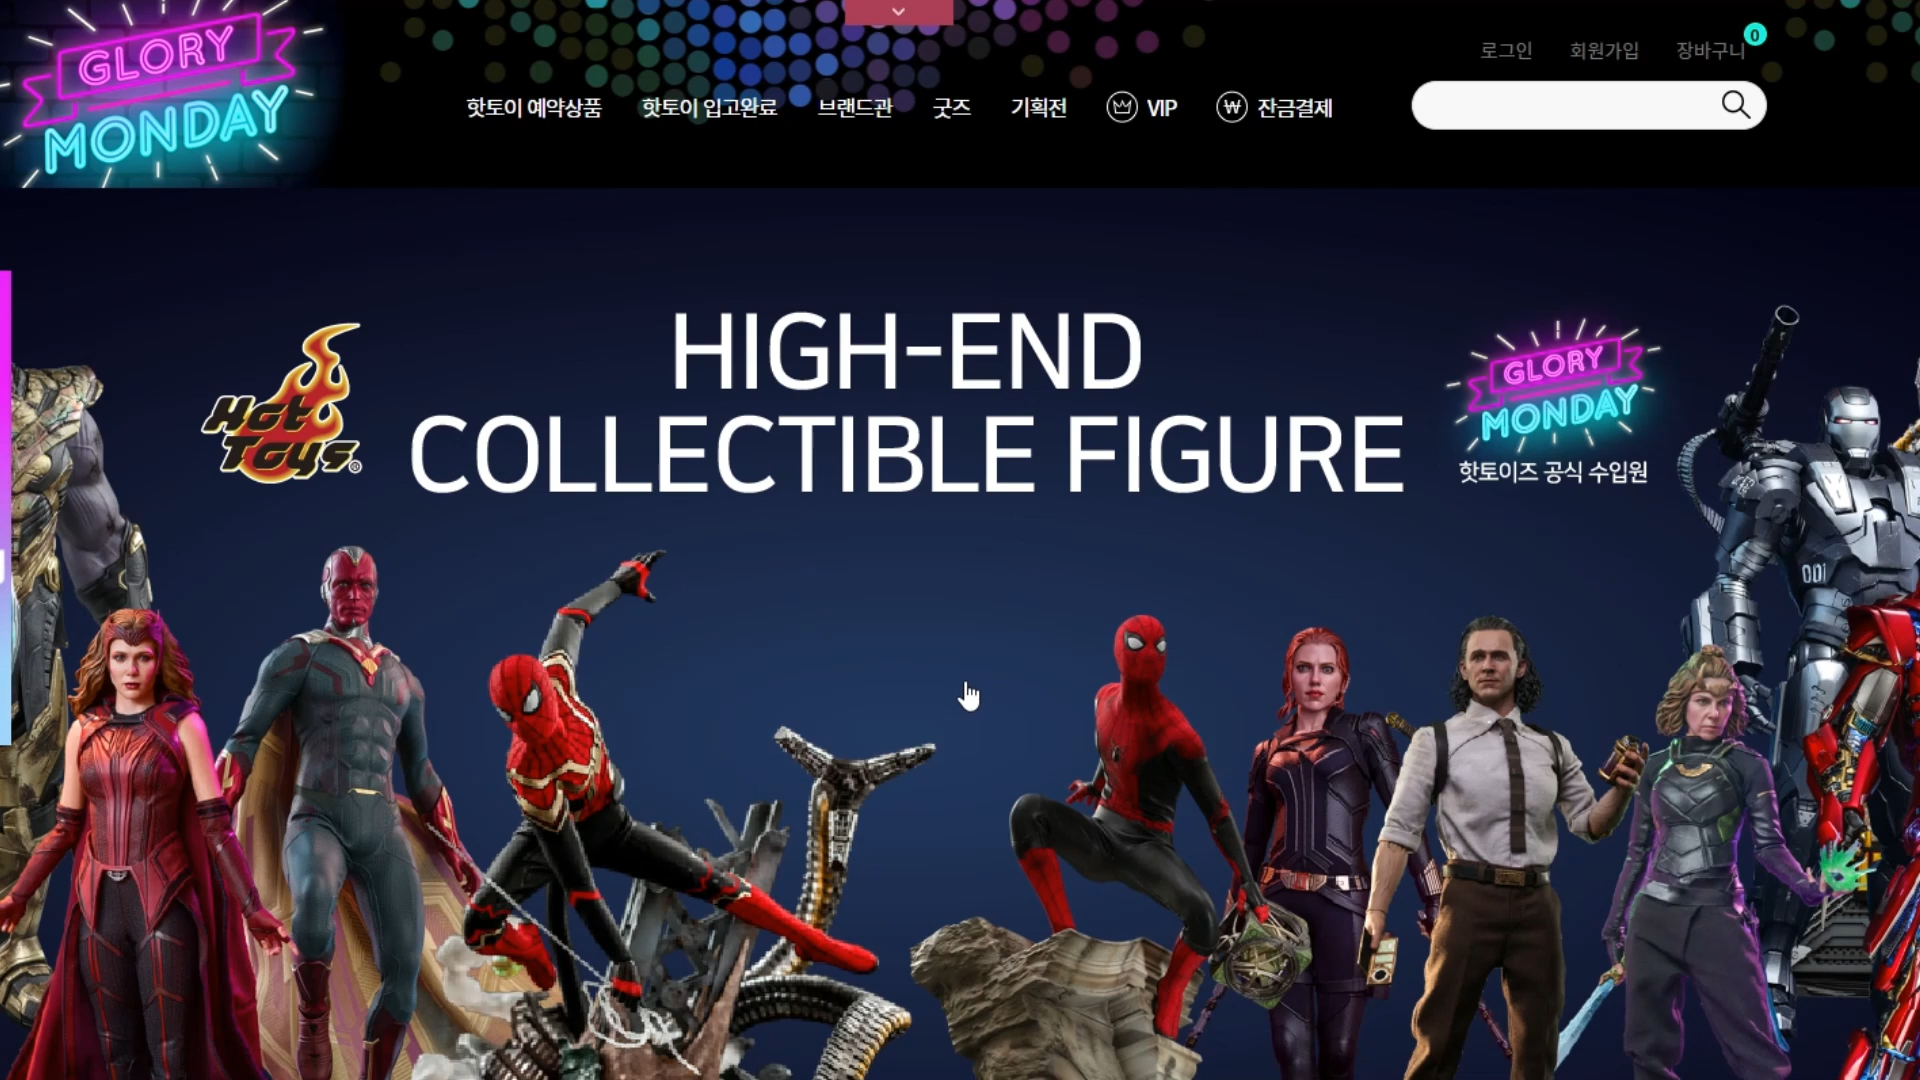 GLORY
MONDAY
로그인 회원가입 장바구니 0
핫토이 예약상품 핫토이 입고완료 브랜드관 굿즈 기획전 VIP ₩ 잔금결제
HIGH-END
COLLECTIBLE FIGURE
Hot
Toys®
GLORY
MONDAY
핫토이즈 공식 수입원
001